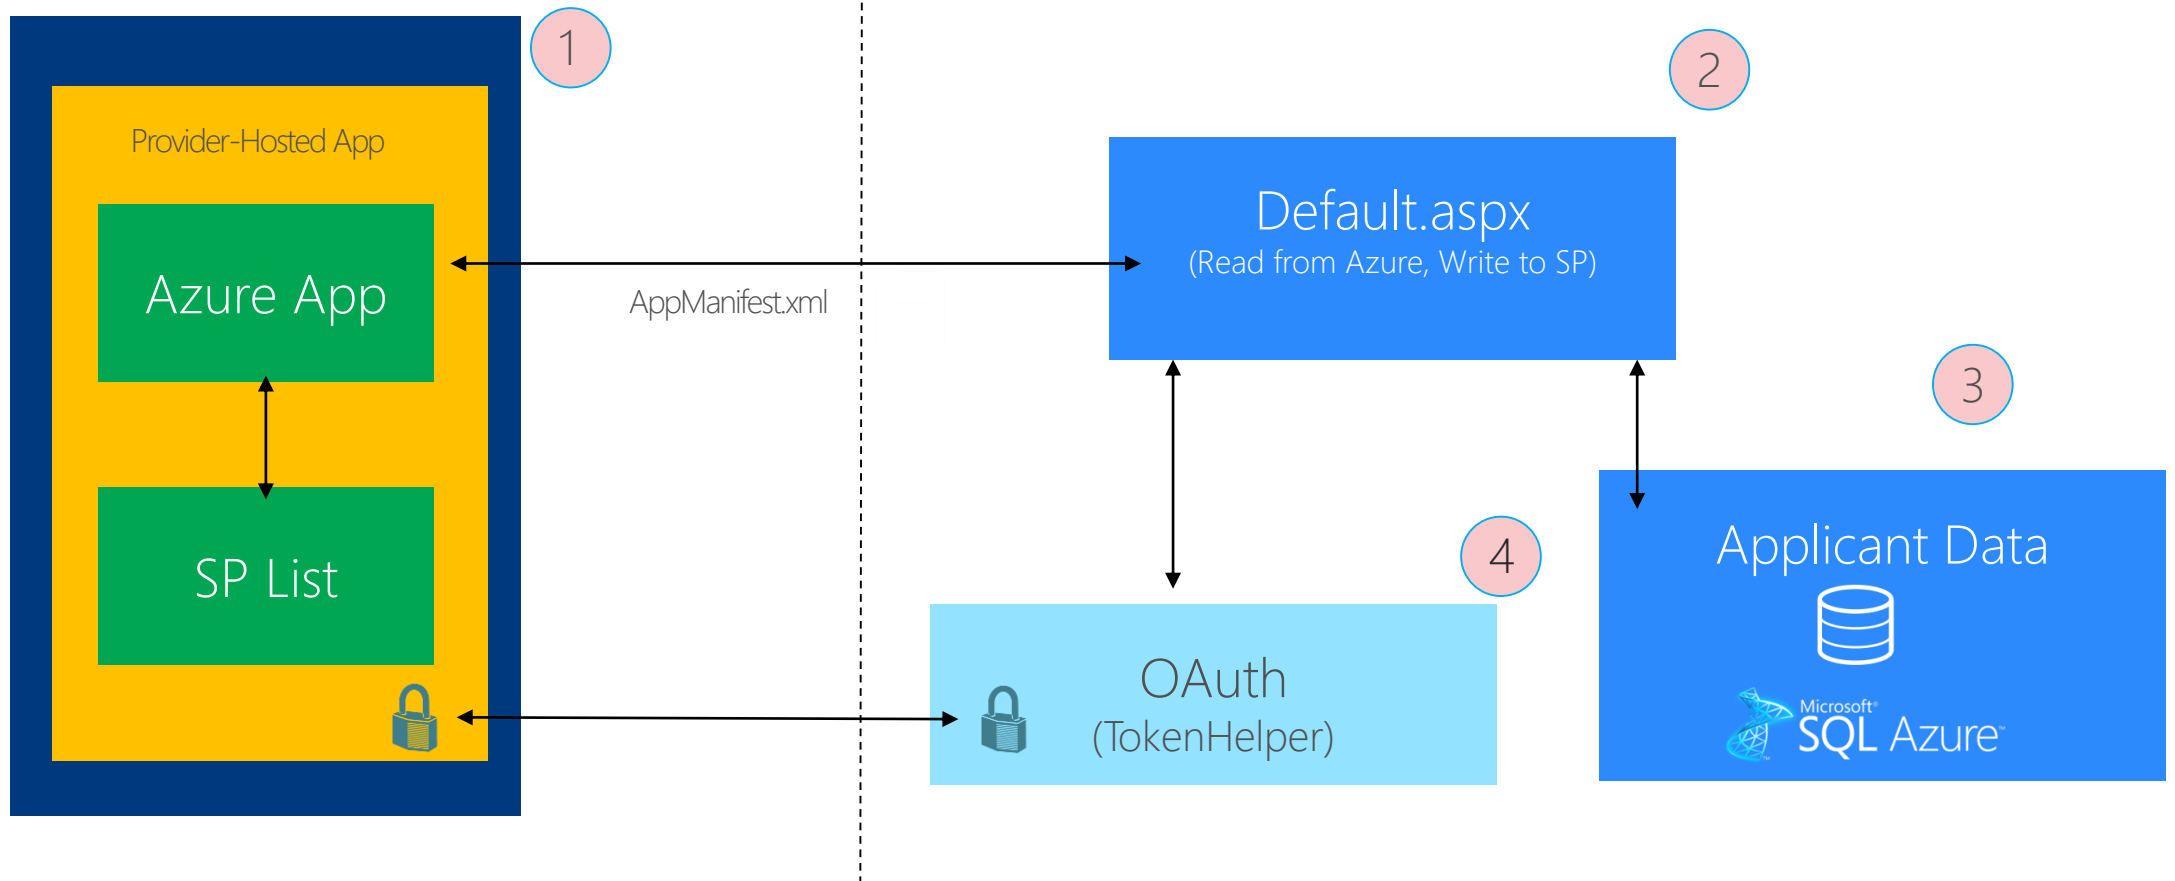 1
Provider-Hosted App
Azure App
SP List
AppManifest.xml
2
Default.aspx
(Read from Azure, Write to SP)
3
Applicant Data
Microsoft®
SQL Azure™
4
OAuth
(TokenHelper)